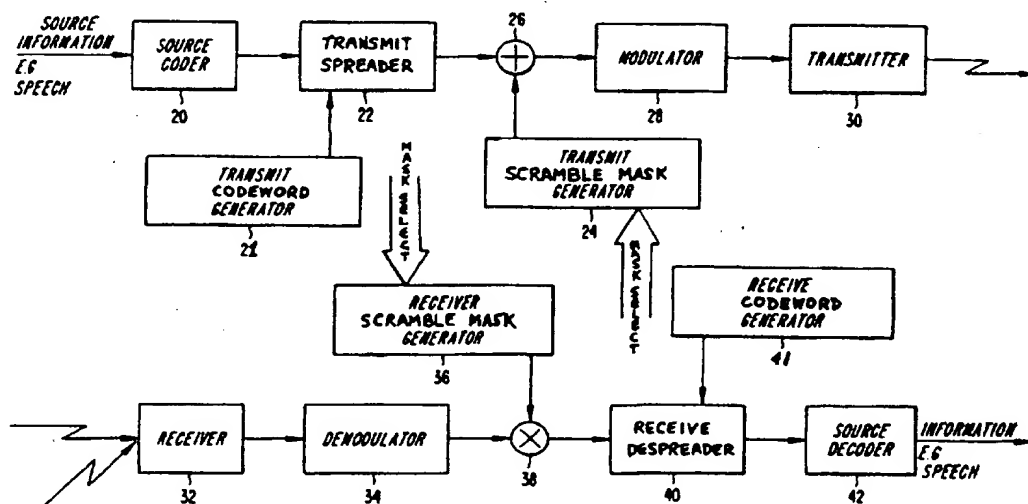 SOURCE
INFORMATION
E.G
SPEECH
SOURCE
CODER
20
TRANSMIT
SPREADER
22
26
+
MODULATOR
28
TRANSMITTER
30
TRANSMIT
CODEWORD
GENERATOR
21
MASK SELECT
TRANSMIT
SCRAMBLE MASK
GENERATOR
24
MASK SELECT
RECEIVER
SCRAMBLE MASK
GENERATOR
36
RECEIVE
CODEWORD
GENERATOR
41
RECEIVER
32
DEMODULATOR
34
×
38
RECEIVE
DESPREADER
40
SOURCE
DECODER
42
INFORMATION
E.G
SPEECH